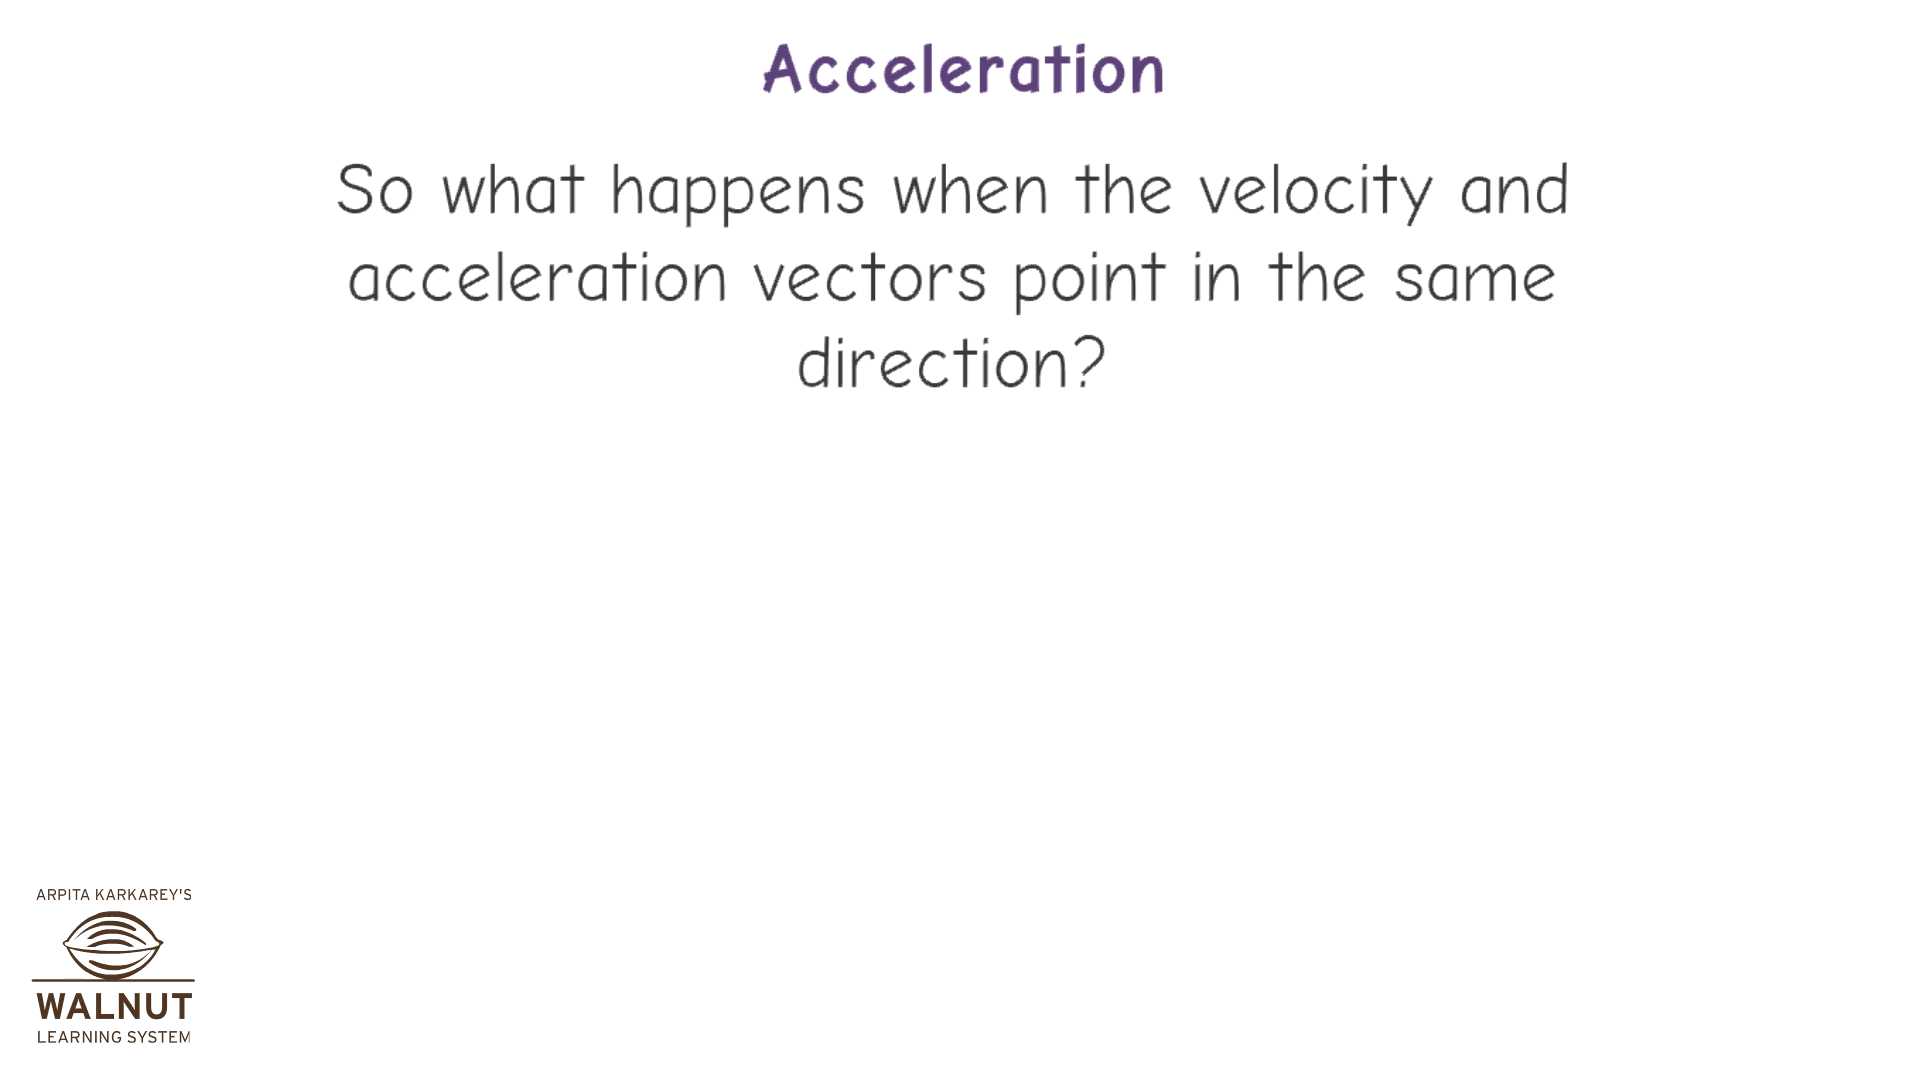 Acceleration
So what happens when the velocity and
acceleration vectors point in the same
direction?
ARPITA KARKAREY'S
WALNUT
LEARNING SYSTEM